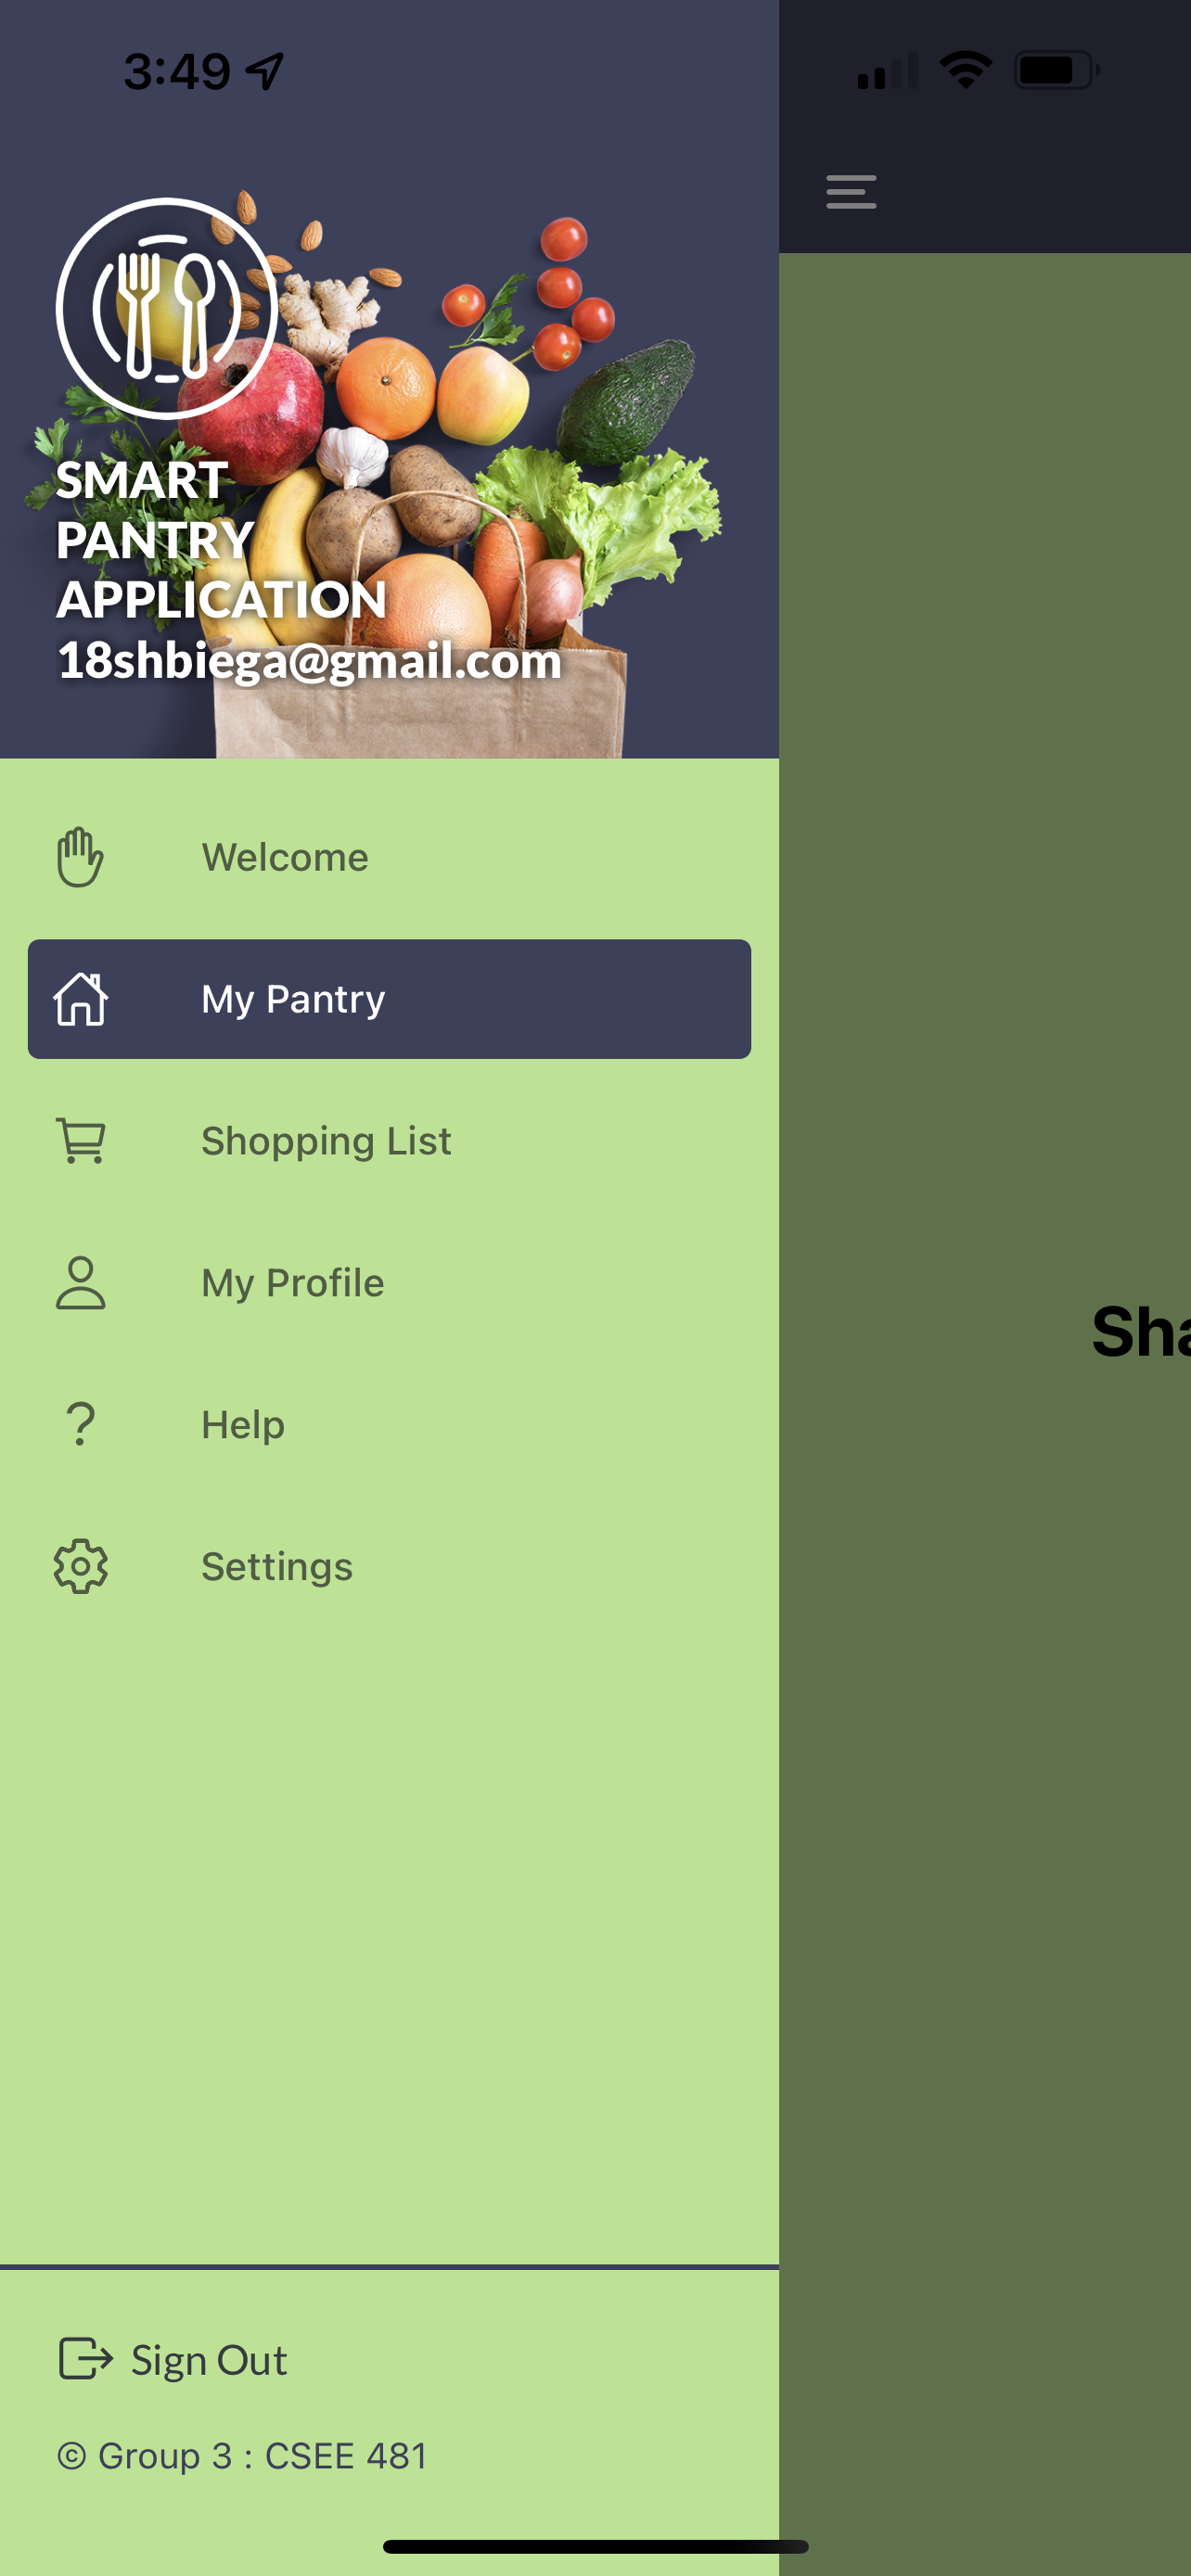 3:49
SMART
PANTRY
APPLICATION
18shbiega@gmail.com
Welcome
My Pantry
Shopping List
My Profile
Help
Settings
Sha
Sign Out
© Group 3 : CSEE 481